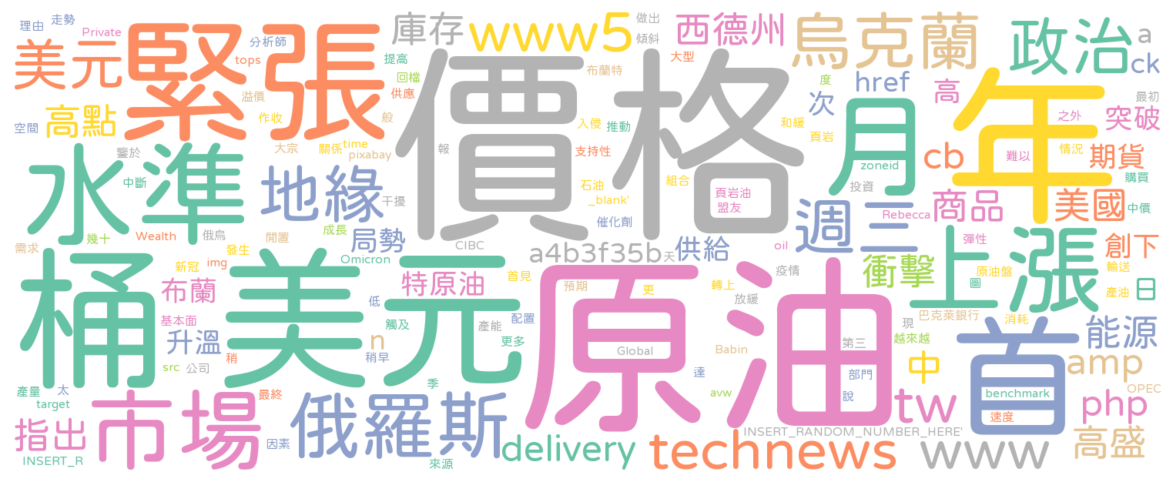 理由
走勢
Private
美元
緊張
分析師
tops
庫存
www5
提高
回檔
供應
做出
傾斜
西德州
大型
布蘭特
烏克蘭
政治
a
ck
href
高
度
次
最初
突破
之外
空間
高點
溢價
作收
般
大宗
關係
time
pixabay
價格
入侵
推動
支持性
和緩
頁岩
月
年
zoneid
cb
難以
情況
期貨
購買
水準
鑒於
中斷
報
地緣
干擾
石油
_blank'
組合
頁岩油
盟友
投資
Rebecca
商品
美國
中價
幾十
Wealth
俄烏
閒置
成長
局勢
CIBC
催化劑
a4b3f35b
天
供給
oil
週三
彈性
上漲
創下
需求
新冠
發生
img
Omicron
首見
預期
更
轉上
疫情
放緩
衝擊
原油盤
圖
輸送
產油
日
桶
布蘭
美元
特原油
低
觸及
產能
配置
更多
原油
巴克萊銀行
消耗
現
越來越
首
能源
基本面
升溫
src
公司
稍
n
稍早
Global
Babin
第三
部門
中
amp
OPEC
產量
太
target
最終
季
達
avw
說
benchmark
速度
php
指出
市場
因素
俄羅斯
來源
delivery
technews
tw
INSERT_RANDOM_NUMBER_HERE'
www
高盛
INSERT_R